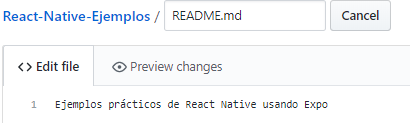 React-Native-Ejemplos / README.md Cancel
<> Edit file Preview changes
1 Ejemplos prácticos de React Native usando Expo